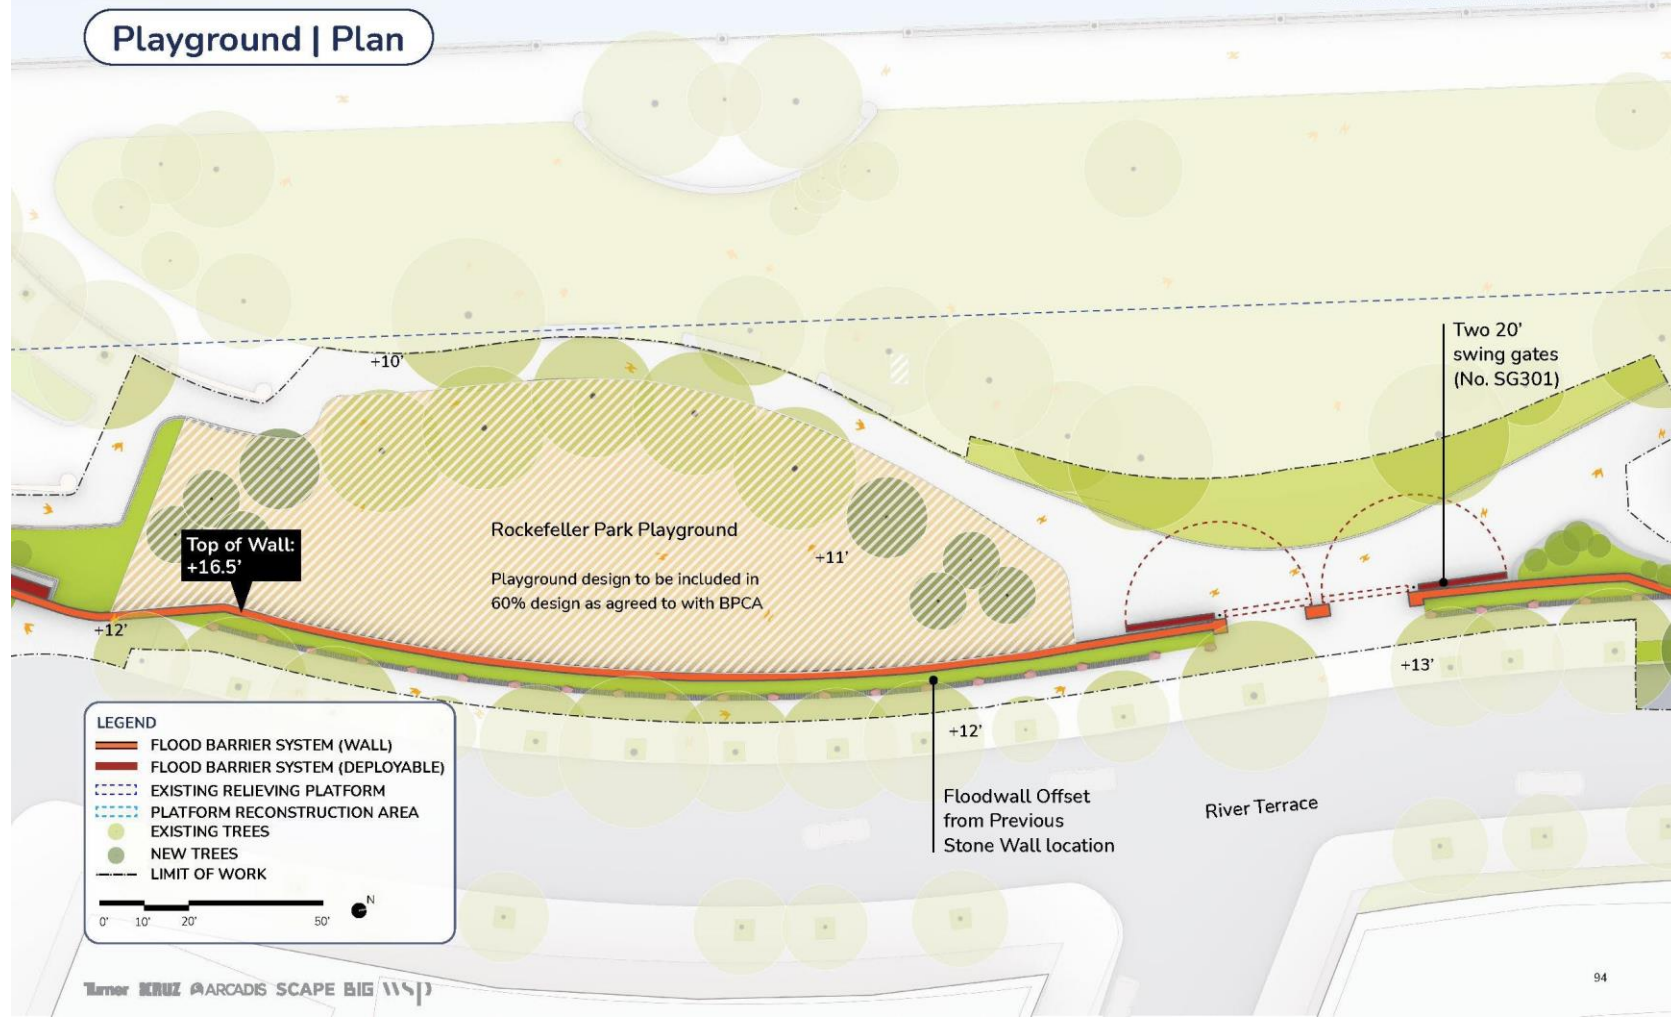 Playground | Plan
+10'
Two 20'
swing gates
(No. SG301)
Top of Wall:
+16.5'
Rockefeller Park Playground
+11'
Playground design to be included in
60% design as agreed to with BPCA
+12'
+13'
+12'
Floodwall Offset
from Previous
Stone Wall location
River Terrace
LEGEND
FLOOD BARRIER SYSTEM (WALL)
FLOOD BARRIER SYSTEM (DEPLOYABLE)
EXISTING RELIEVING PLATFORM
PLATFORM RECONSTRUCTION AREA
EXISTING TREES
NEW TREES
LIMIT OF WORK
0' 10' 20' 50'
N
Turner KRUZ ARCADIS SCAPE BIG wsp
94